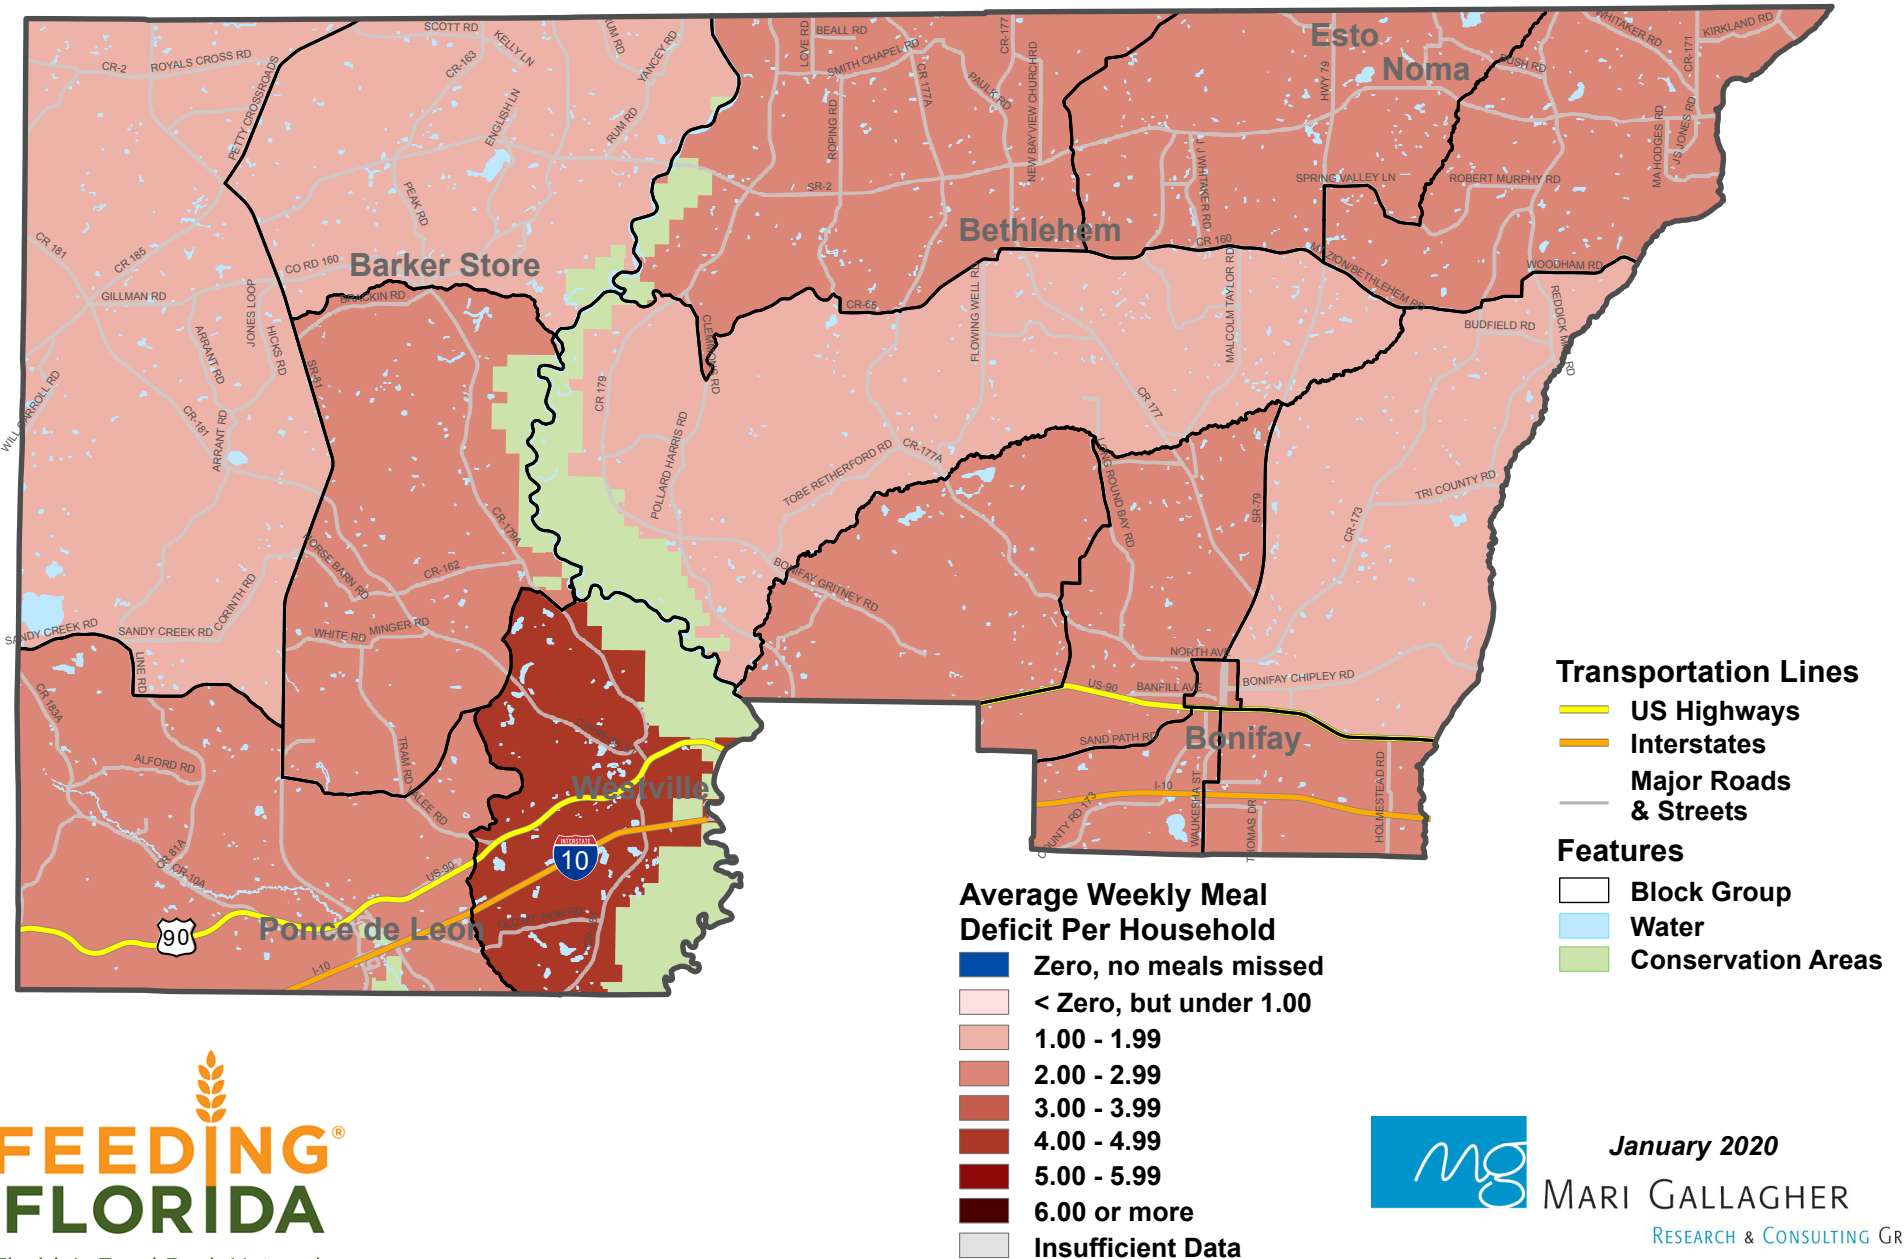 SCOTT RD
KELLY LN
CR-2
ROYALS CROSS RD
CR-163
YANCEY RD
PETTY CROSSROADS
ENGLISH LN
RUM RD
LOVE RD
BEALL RD
SMITH CHAPEL RD
CR 177A
CR-177
PAULK RD
NEW BAYVIEW CHURCH RD
ROPING RD
SR-2
Esto
Noma
HWY 79
WHITAKER RD
KIRKLAND RD
CR-171
MA HODGES RD
JS JONES RD
SPRING VALLEY LN
ROBERT MURPHY RD
J J WHITAKER RD
Bethlehem
CR 160
MT ZION/BETHLEHEM RD
WOODHAM RD
PEAK RD
CR 181
CR 185
CO RD 160
Barker Store
GILLMAN RD
JONES LOOP
BRACKIN RD
ARRANT RD
HICKS RD
SR-81
CR-65
FLOWING WELL RD
MALCOLM TAYLOR RD
BUDFIELD RD
CLEMMONS RD
CR 179
CR 177
CR-181
ARRANT RD
POLLARD HARRIS RD
TOBE RETHERFORD RD
CR-177A
LONG ROUND BAY RD
SR-79
CR-173
TRI COUNTY RD
CR-179A
HORSE BARN RD
CR-162
CORINTH RD
BONIFAY GRITNEY RD
SANDY CREEK RD
SANDY CREEK RD
WHITE RD
MINGER RD
LINE RD
CR 183A
NORTH AVE
BONIFAY CHIPLEY RD
US-90
BANFILL AVE
SAND PATH RD
Bonifay
ALFORD RD
TRAM RD
Westville
I-10
COUNTY RD 173
WAUKESHA ST
THOMAS DR
HOLMESTEAD RD
CR 81A
CR-10A
US-90
INTERSTATE
10
90
Ponce de Leon
I-10
Transportation Lines
US Highways
Interstates
Major Roads
& Streets
Features
Block Group
Water
Conservation Areas
Average Weekly Meal
Deficit Per Household
Zero, no meals missed
< Zero, but under 1.00
1.00 - 1.99
2.00 - 2.99
3.00 - 3.99
4.00 - 4.99
5.00 - 5.99
6.00 or more
Insufficient Data
FEEDING®
FLORIDA
mg
January 2020
MARI GALLAGHER
RESEARCH & CONSULTING